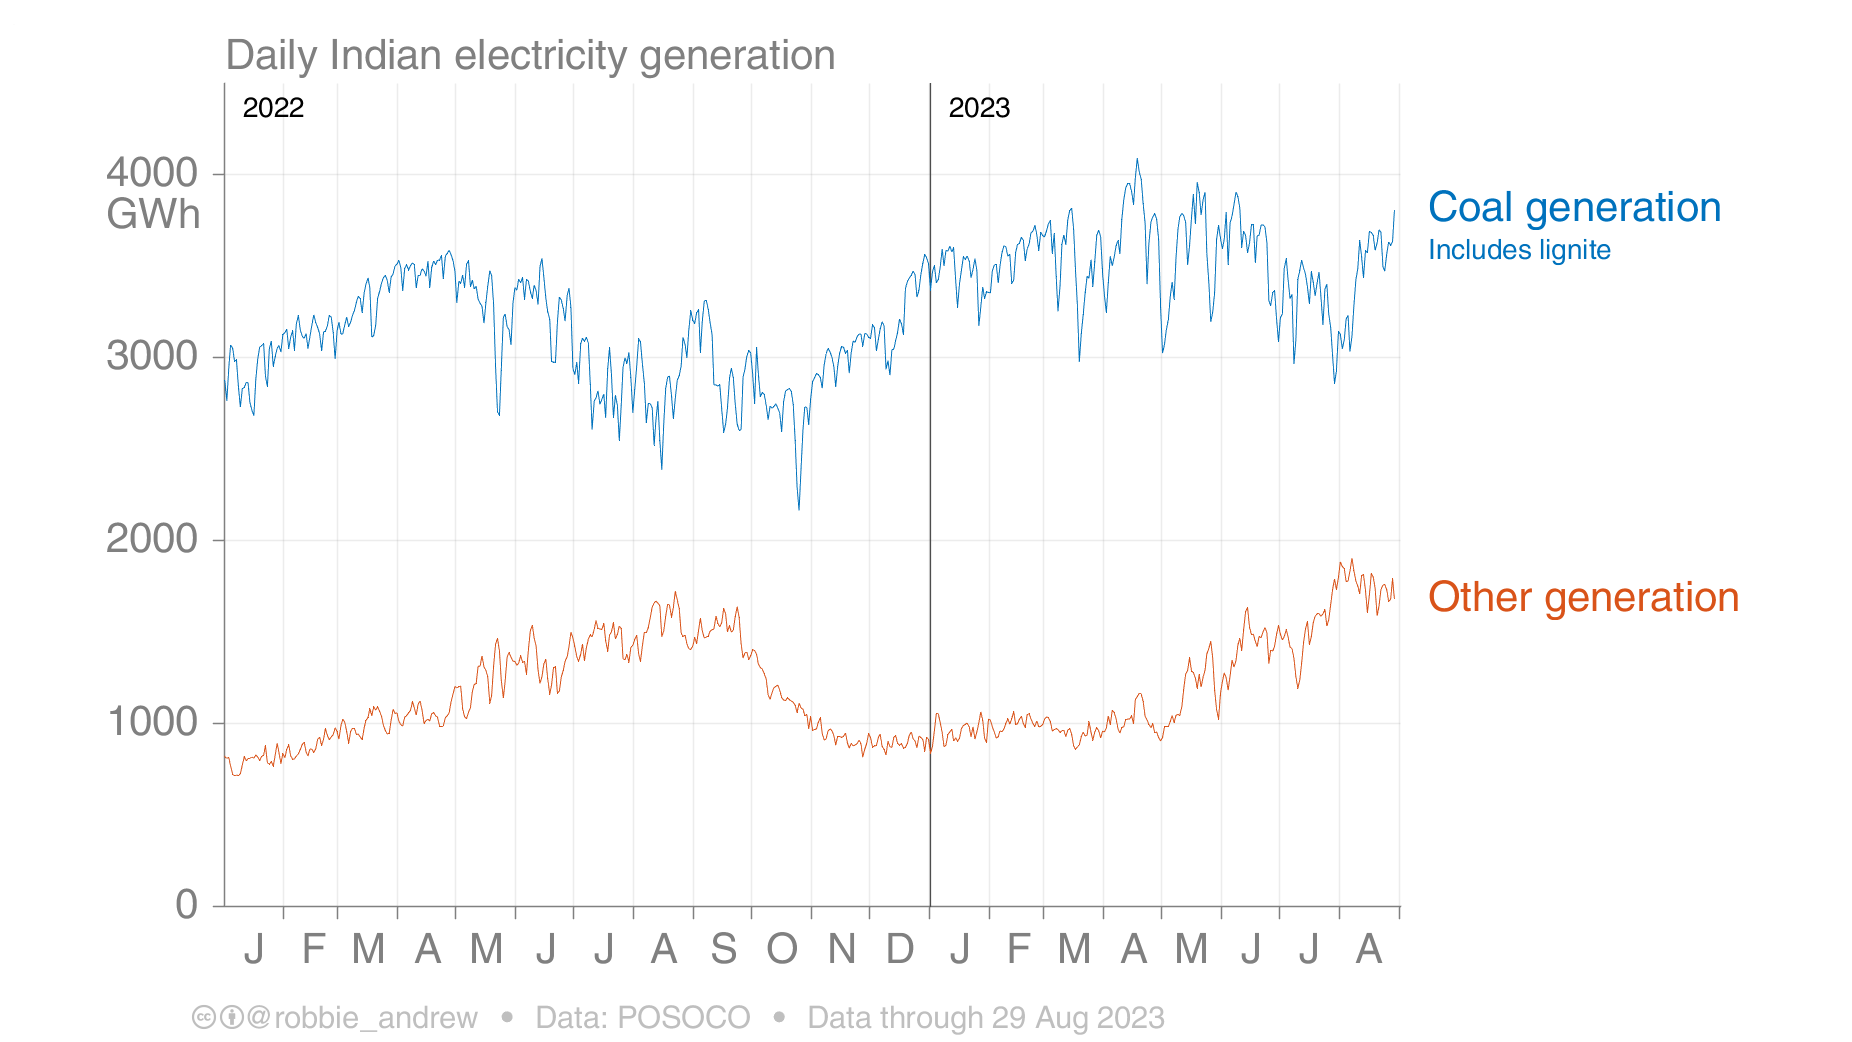 Daily Indian electricity generation
2022
2023
4000
GWh
3000
2000
1000
0
Coal generation
Includes lignite
Other generation
J F M A M J J A S O N D J F M A M J J A
cc @robbie_andrew • Data: POSOCO • Data through 29 Aug 2023